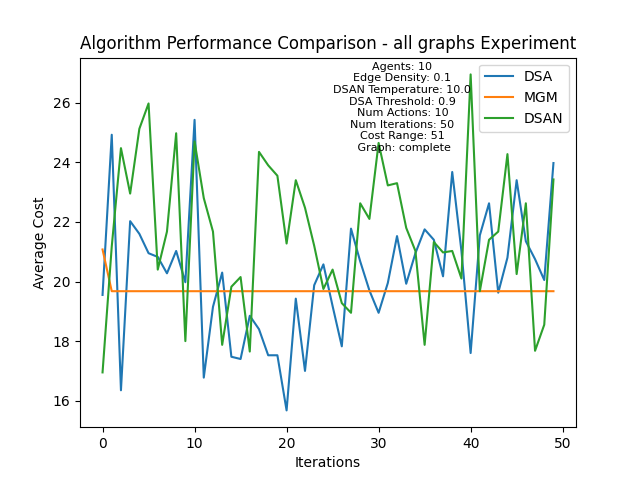 Algorithm Performance Comparison - all graphs Experiment
Agents: 10
Edge Density: 0.1
DSAN Temperature: 10.0
DSA Threshold: 0.9
Num Actions: 10
Num Iterations: 50
Cost Range: 51
Graph: complete
DSA
MGM
DSAN
Average Cost
26
24
22
20
18
16
0 10 20 30 40 50
Iterations